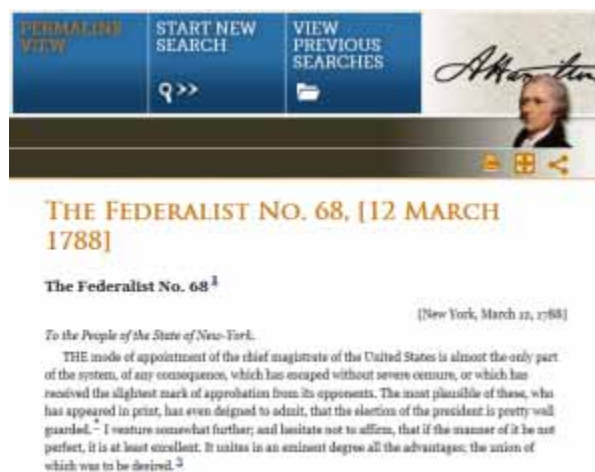 PERMALINK
VIEW
START NEW
SEARCH
VIEW
PREVIOUS
SEARCHES
A Hamilton
THE FEDERALIST NO. 68, [12 MARCH
1788]
The Federalist No. 68 1
[New York, March 12, 1788]
To the People of the State of New-York.
THE mode of appointment of the chief magistrate of the United States is almost the only part
of the system, of any consequence, which has escaped without severe censure, or which has
received the slightest mark of approbation from its opponents. The most plausible of these, who
has appeared in print, has even deigned to admit, that the election of the president is pretty well
guarded.* I venture somewhat further; and hesitate not to affirm, that if the manner of it be not
perfect, it is at least excellent. It unites in an eminent degree all the advantages; the union of
which was to be desired.